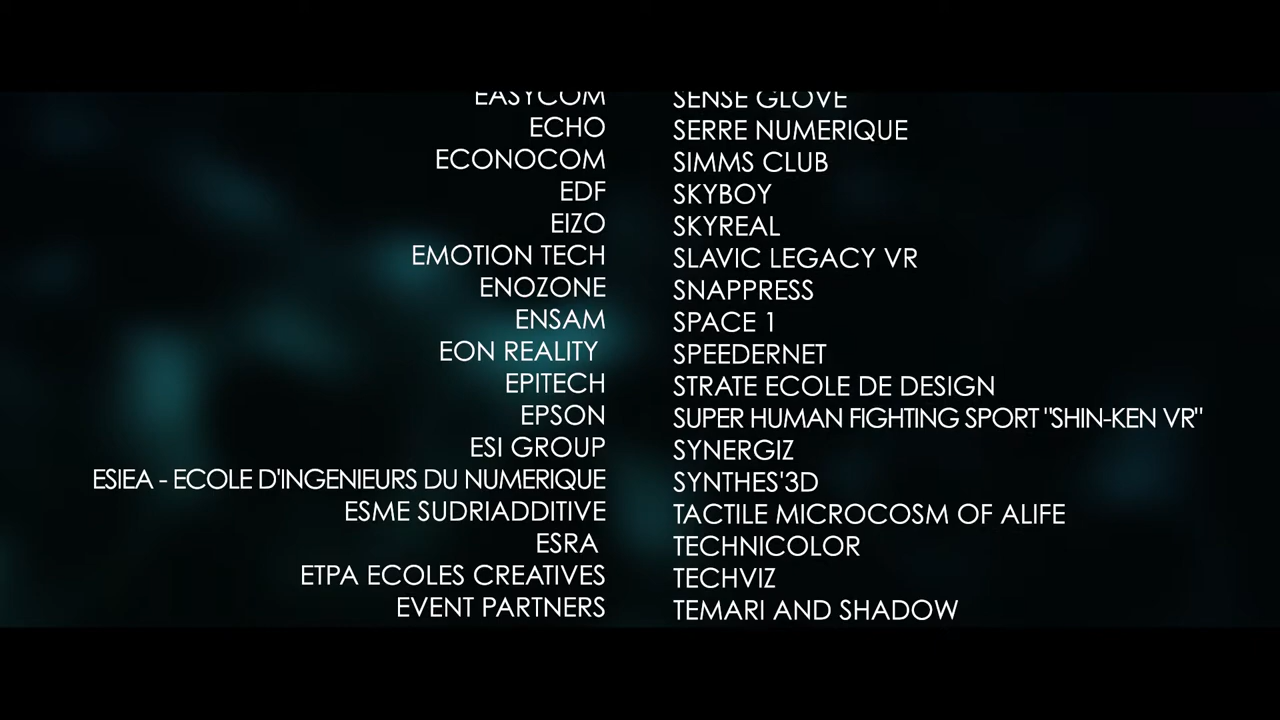 EASYCOM
ECHO
ECONOCOM
EDF
EIZO
EMOTION TECH
ENOZONE
ENSAM
EON REALITY
EPITECH
EPSON
ESI GROUP
ESIEA - ECOLE D'INGENIEURS DU NUMERIQUE
ESME SUDRIADDITIVE
ESRA
ETPA ECOLES CREATIVES
EVENT PARTNERS
SENSE GLOVE
SERRE NUMERIQUE
SIMMS CLUB
SKYBOY
SKYREAL
SLAVIC LEGACY VR
SNAPPRESS
SPACE 1
SPEEDERNET
STRATE ECOLE DE DESIGN
SUPER HUMAN FIGHTING SPORT "SHIN-KEN VR"
SYNERGIZ
SYNTHES'3D
TACTILE MICROCOSM OF ALIFE
TECHNICOLOR
TECHVIZ
TEMARI AND SHADOW